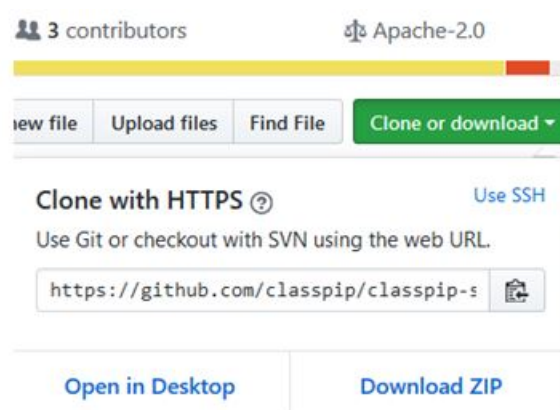 3 contributors Apache-2.0
new file Upload files Find File Clone or download
Clone with HTTPS Use SSH
Use Git or checkout with SVN using the web URL.
https://github.com/classpip/classpip-s
Open in Desktop Download ZIP